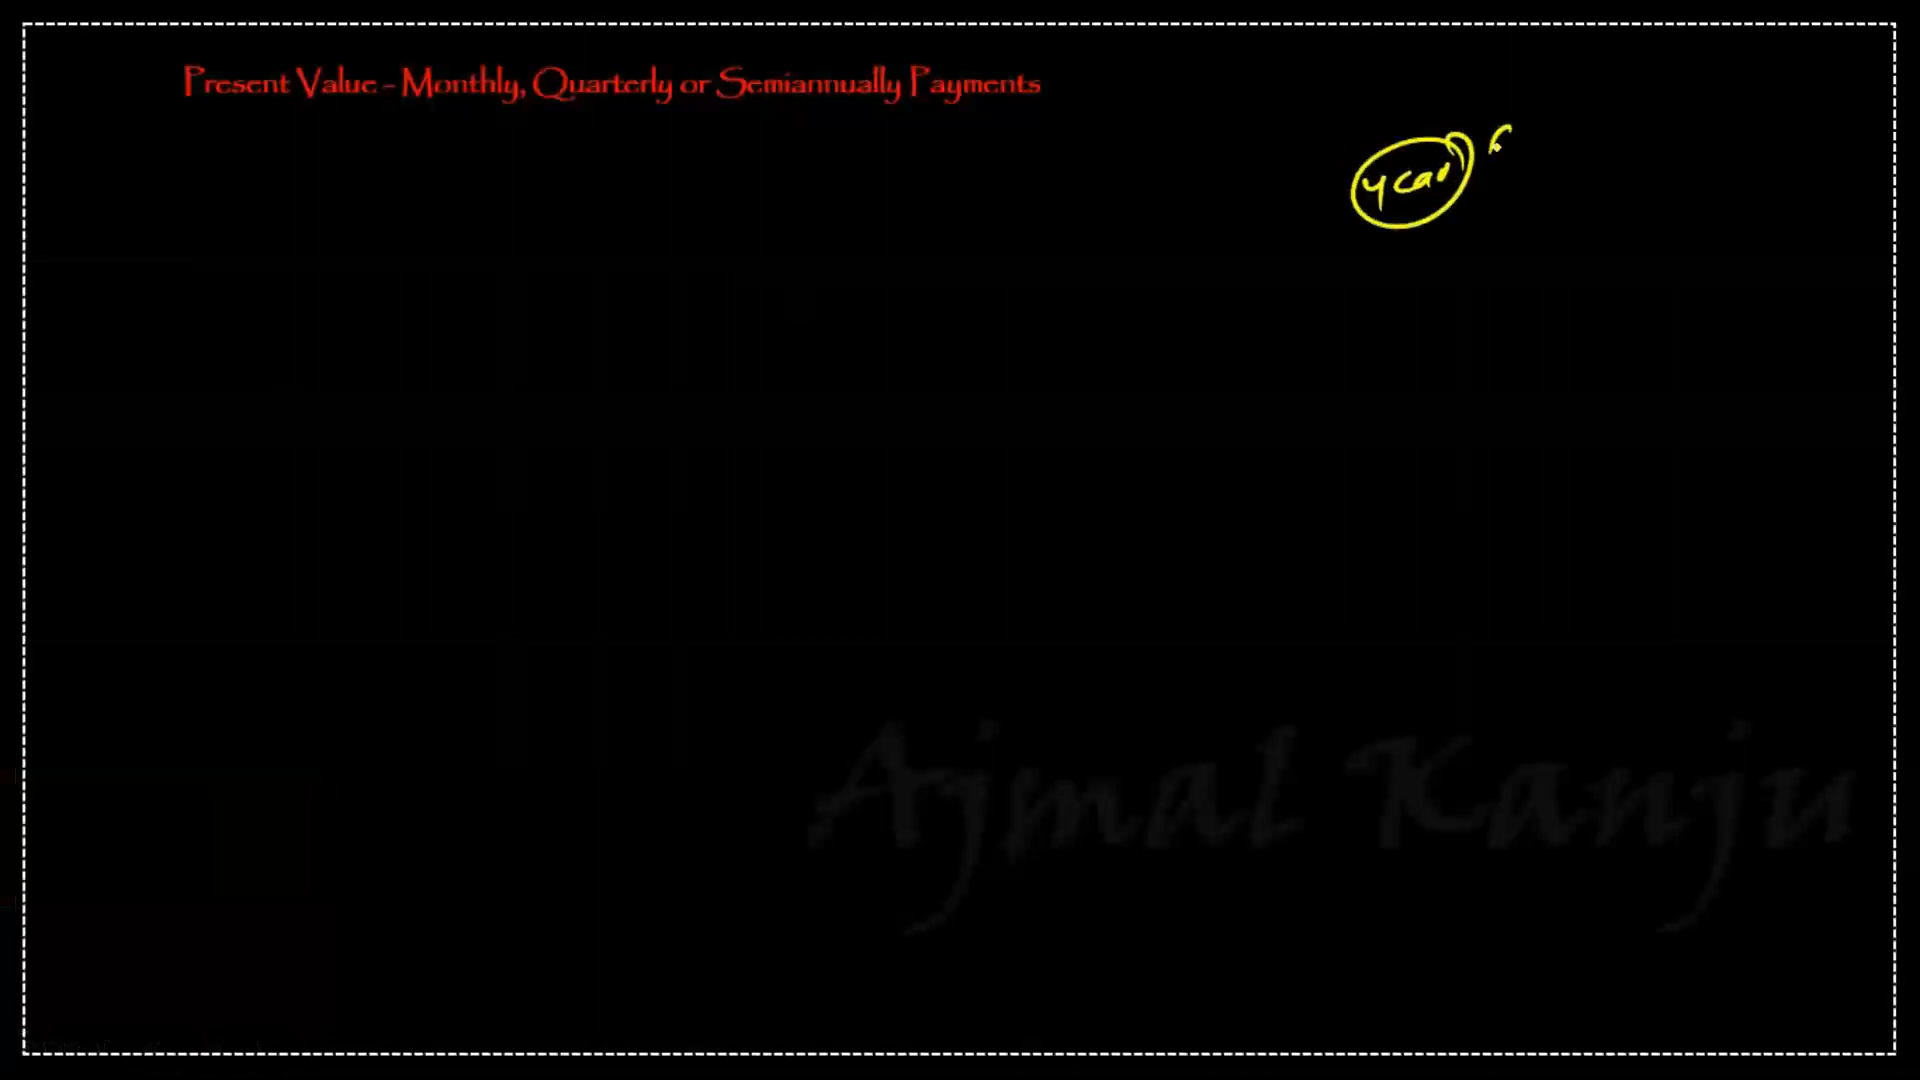 Present Value - Monthly, Quarterly or Semiannually Payments
year
Ajmal Kanju